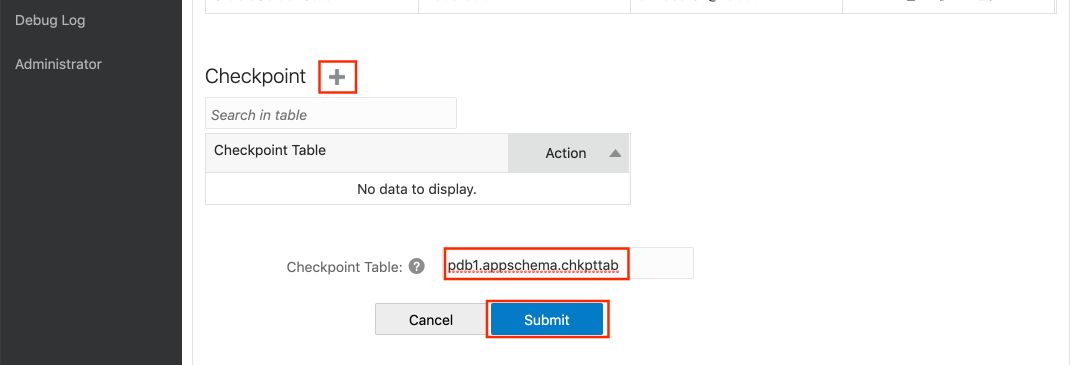 Debug Log
Administrator
Checkpoint
Search in table
Checkpoint Table
Action
No data to display.
Checkpoint Table:
pdb1.appschema.chkpttab
Cancel
Submit